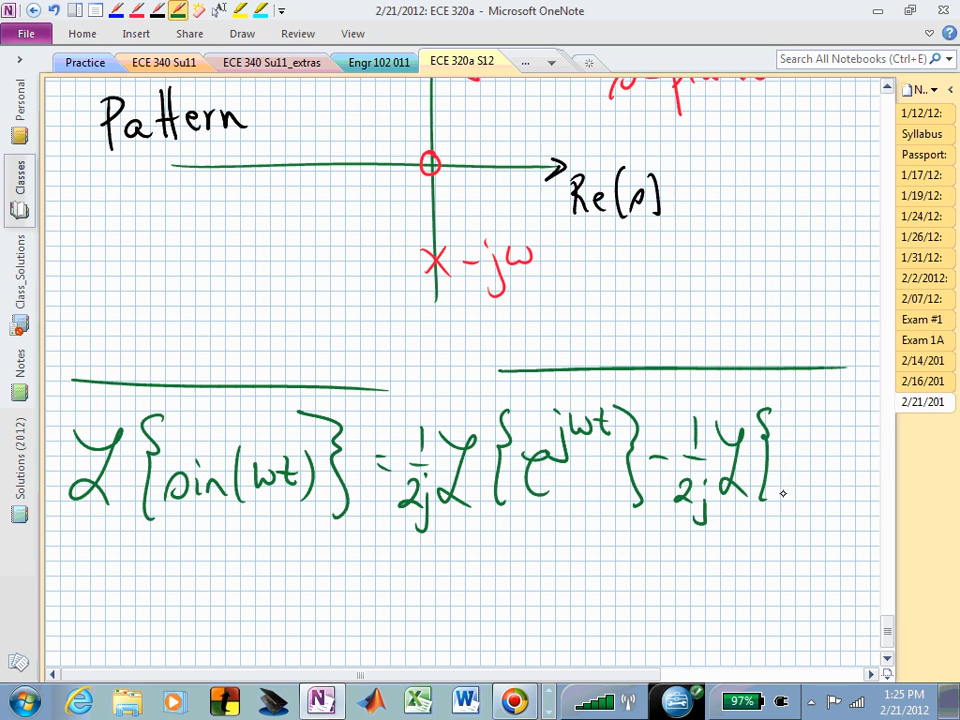 2/21/2012: ECE 320a - Microsoft OneNote
File Home Insert Share Draw Review View
Practice ECE 340 Su11 ECE 340 Su11_extras Engr 102 011 ECE 320a S12 ...
Search All Notebooks (Ctrl+E)
Personal
Classes
Class_Solutions
Notes
Solutions (2012)
Pattern
Re(s)
x -jω
ℒ{sin(ωt)} = 1/2j ℒ{e^jωt} - 1/2j ℒ{
N..
1/12/12:
Syllabus
Passport:
1/17/12:
1/19/12:
1/24/12:
1/26/12:
1/31/12:
2/2/2012:
2/07/12:
Exam #1
Exam 1A
2/14/201
2/16/201
2/21/201
97%
1:25 PM
2/21/2012